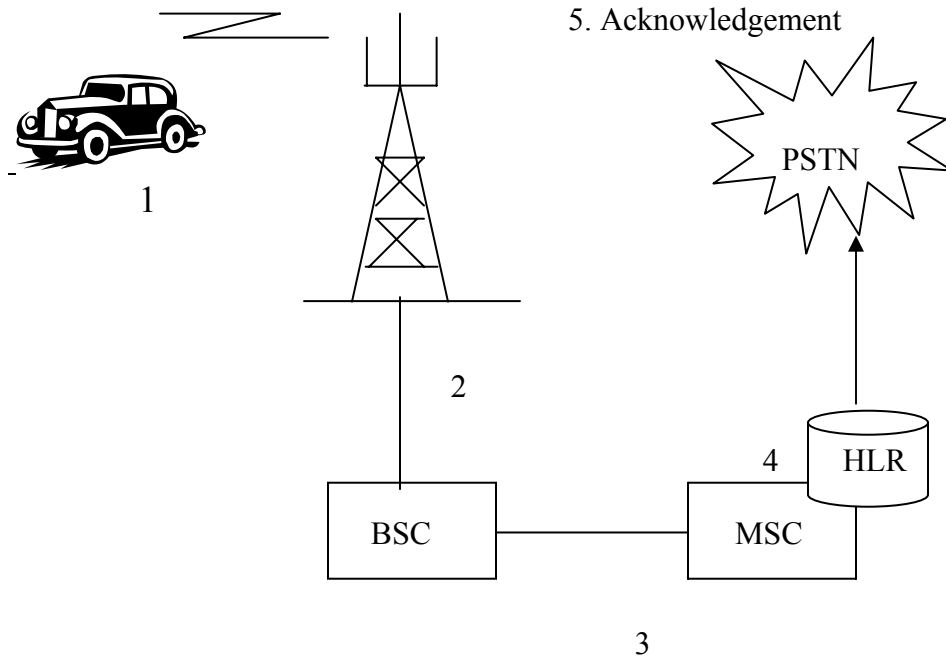 5. Acknowledgement
PSTN
1
2
4
HLR
BSC
MSC
3